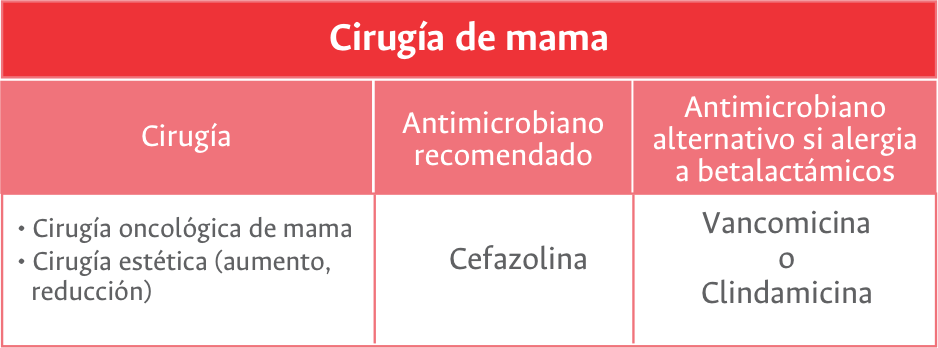 Cirugía de mama
Cirugía
Antimicrobiano
recomendado
Antimicrobiano
alternativo si alergia
a betalactámicos
• Cirugía oncológica de mama
• Cirugía estética (aumento,
reducción)
Cefazolina
Vancomicina
o
Clindamicina